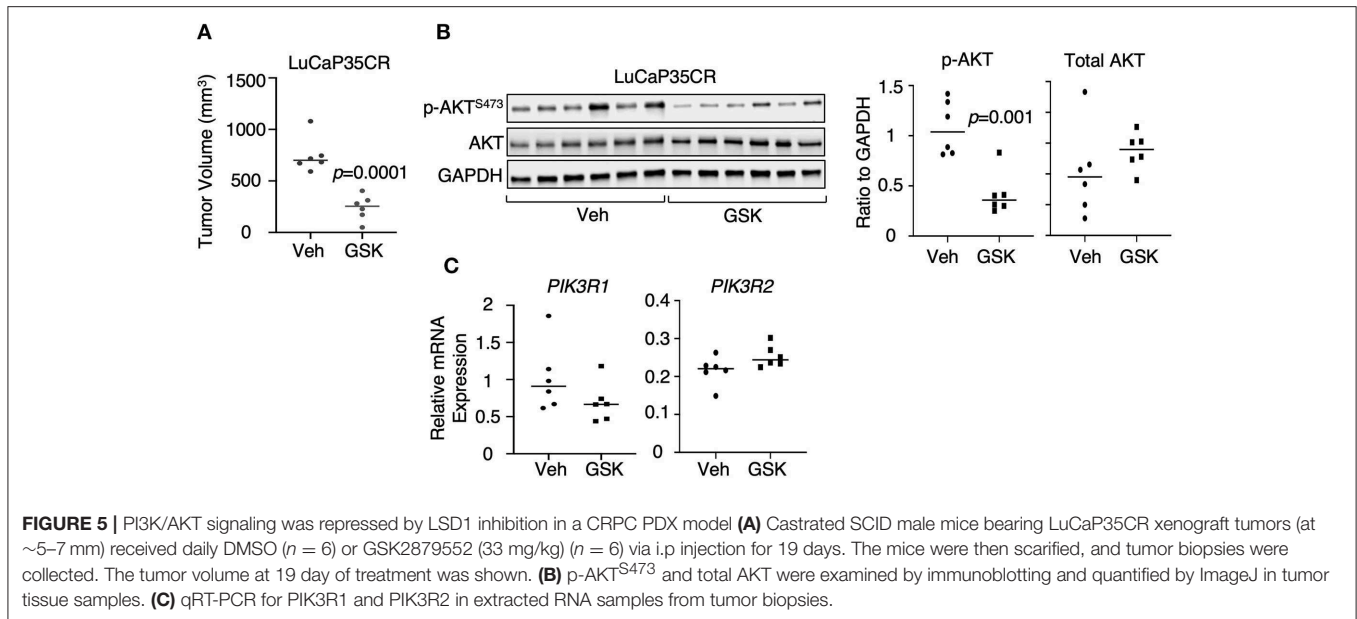 A
LuCaP35CR
Tumor Volume (mm³)
1500
1000
500
0
p=0.0001
Veh GSK
B
LuCaP35CR
p-AKTS473
AKT
GAPDH
Veh GSK
p-AKT
Ratio to GAPDH
1.5
1
0.5
0
p=0.001
Veh GSK
Total AKT
Veh GSK
C
PIK3R1
Relative mRNA
Expression
2
1.5
1
0.5
0
Veh GSK
PIK3R2
0.4
0.3
0.2
0.1
0
Veh GSK
FIGURE 5 | PI3K/AKT signaling was repressed by LSD1 inhibition in a CRPC PDX model (A) Castrated SCID male mice bearing LuCaP35CR xenograft tumors (at
~5–7 mm) received daily DMSO (n = 6) or GSK2879552 (33 mg/kg) (n = 6) via i.p injection for 19 days. The mice were then scarified, and tumor biopsies were
collected. The tumor volume at 19 day of treatment was shown. (B) p-AKTS473 and total AKT were examined by immunoblotting and quantified by ImageJ in tumor
tissue samples. (C) qRT-PCR for PIK3R1 and PIK3R2 in extracted RNA samples from tumor biopsies.